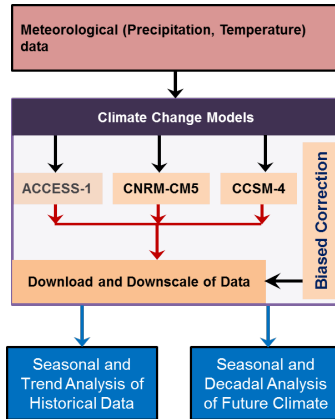 Meteorological (Precipitation, Temperature)
data
Climate Change Models
ACCESS-1
CNRM-CM5
CCSM-4
Biased Correction
Download and Downscale of Data
Seasonal and
Trend Analysis of
Historical Data
Seasonal and
Decadal Analysis
of Future Climate